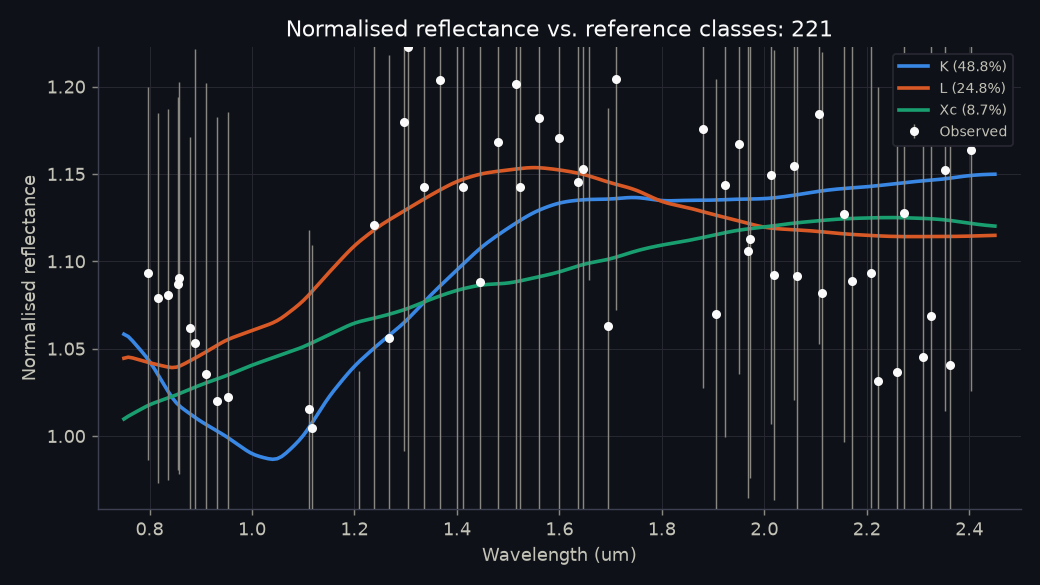 Normalised reflectance vs. reference classes: 221
K (48.8%)
L (24.8%)
Xc (8.7%)
Observed
Normalised reflectance
1.20
1.15
1.10
1.05
1.00
0.8 1.0 1.2 1.4 1.6 1.8 2.0 2.2 2.4
Wavelength (um)